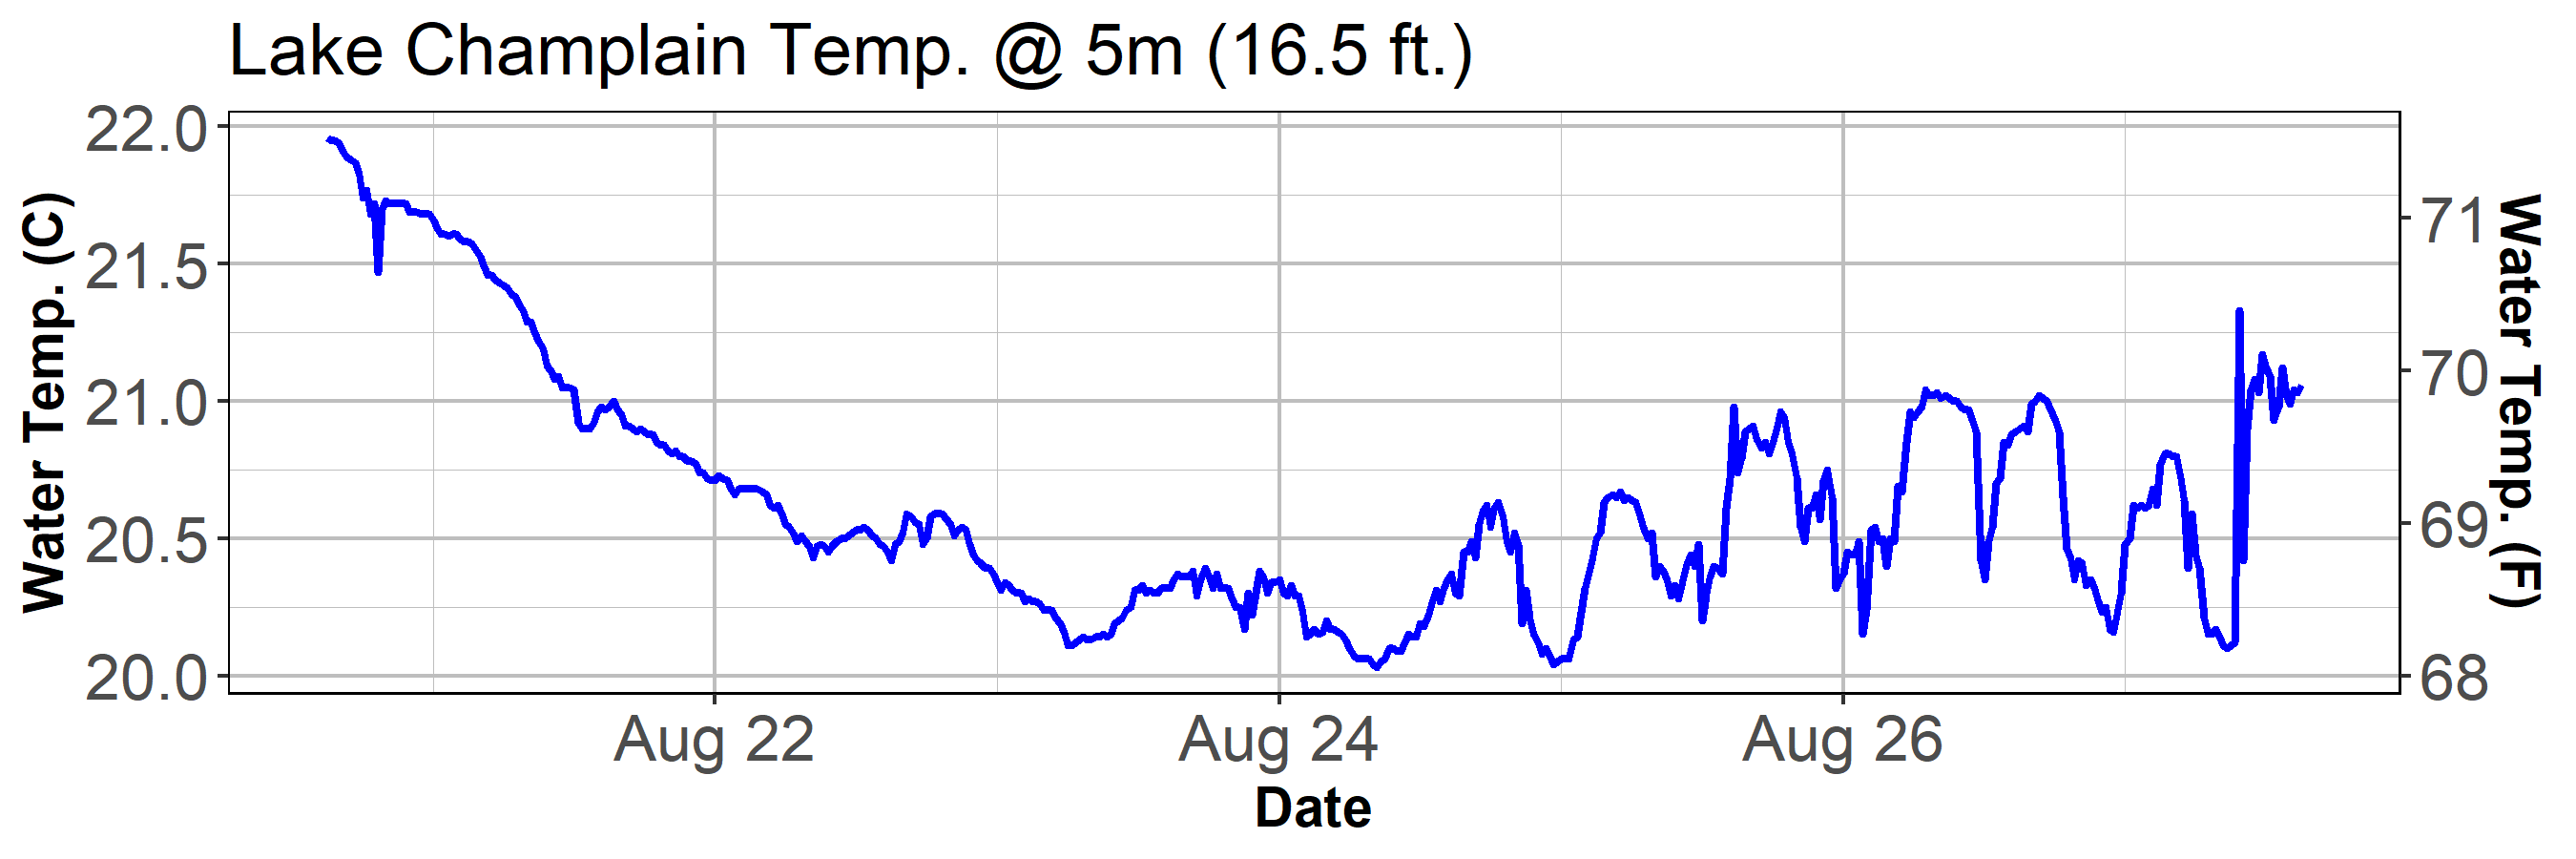 Lake Champlain Temp. @ 5m (16.5 ft.)
Water Temp. (C)
22.0
21.5
21.0
20.5
20.0
71
70
69
68
Water Temp. (F)
Aug 22 Aug 24 Aug 26
Date